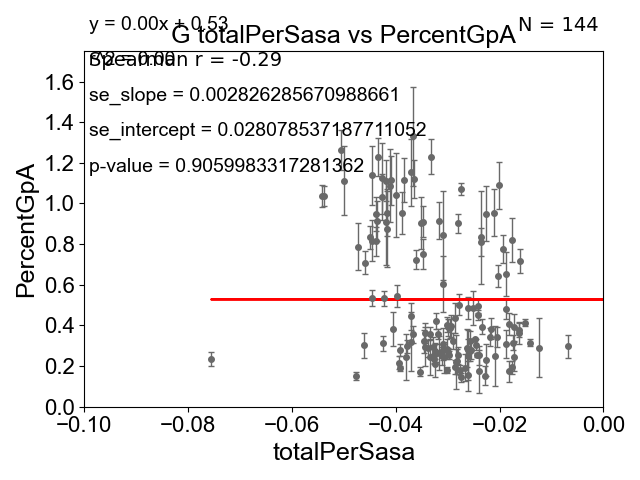 y = 0.00x + 0.53
N = 144
G totalPerSasa vs PercentGpA
Spearman r = -0.29
se_slope = 0.002826285670988661
se_intercept = 0.028078537187711052
p-value = 0.9059983317281362
PercentGpA
1.6
1.4
1.2
1.0
0.8
0.6
0.4
0.2
0.0
−0.10
−0.08
−0.06
−0.04
−0.02
0.00
totalPerSasa